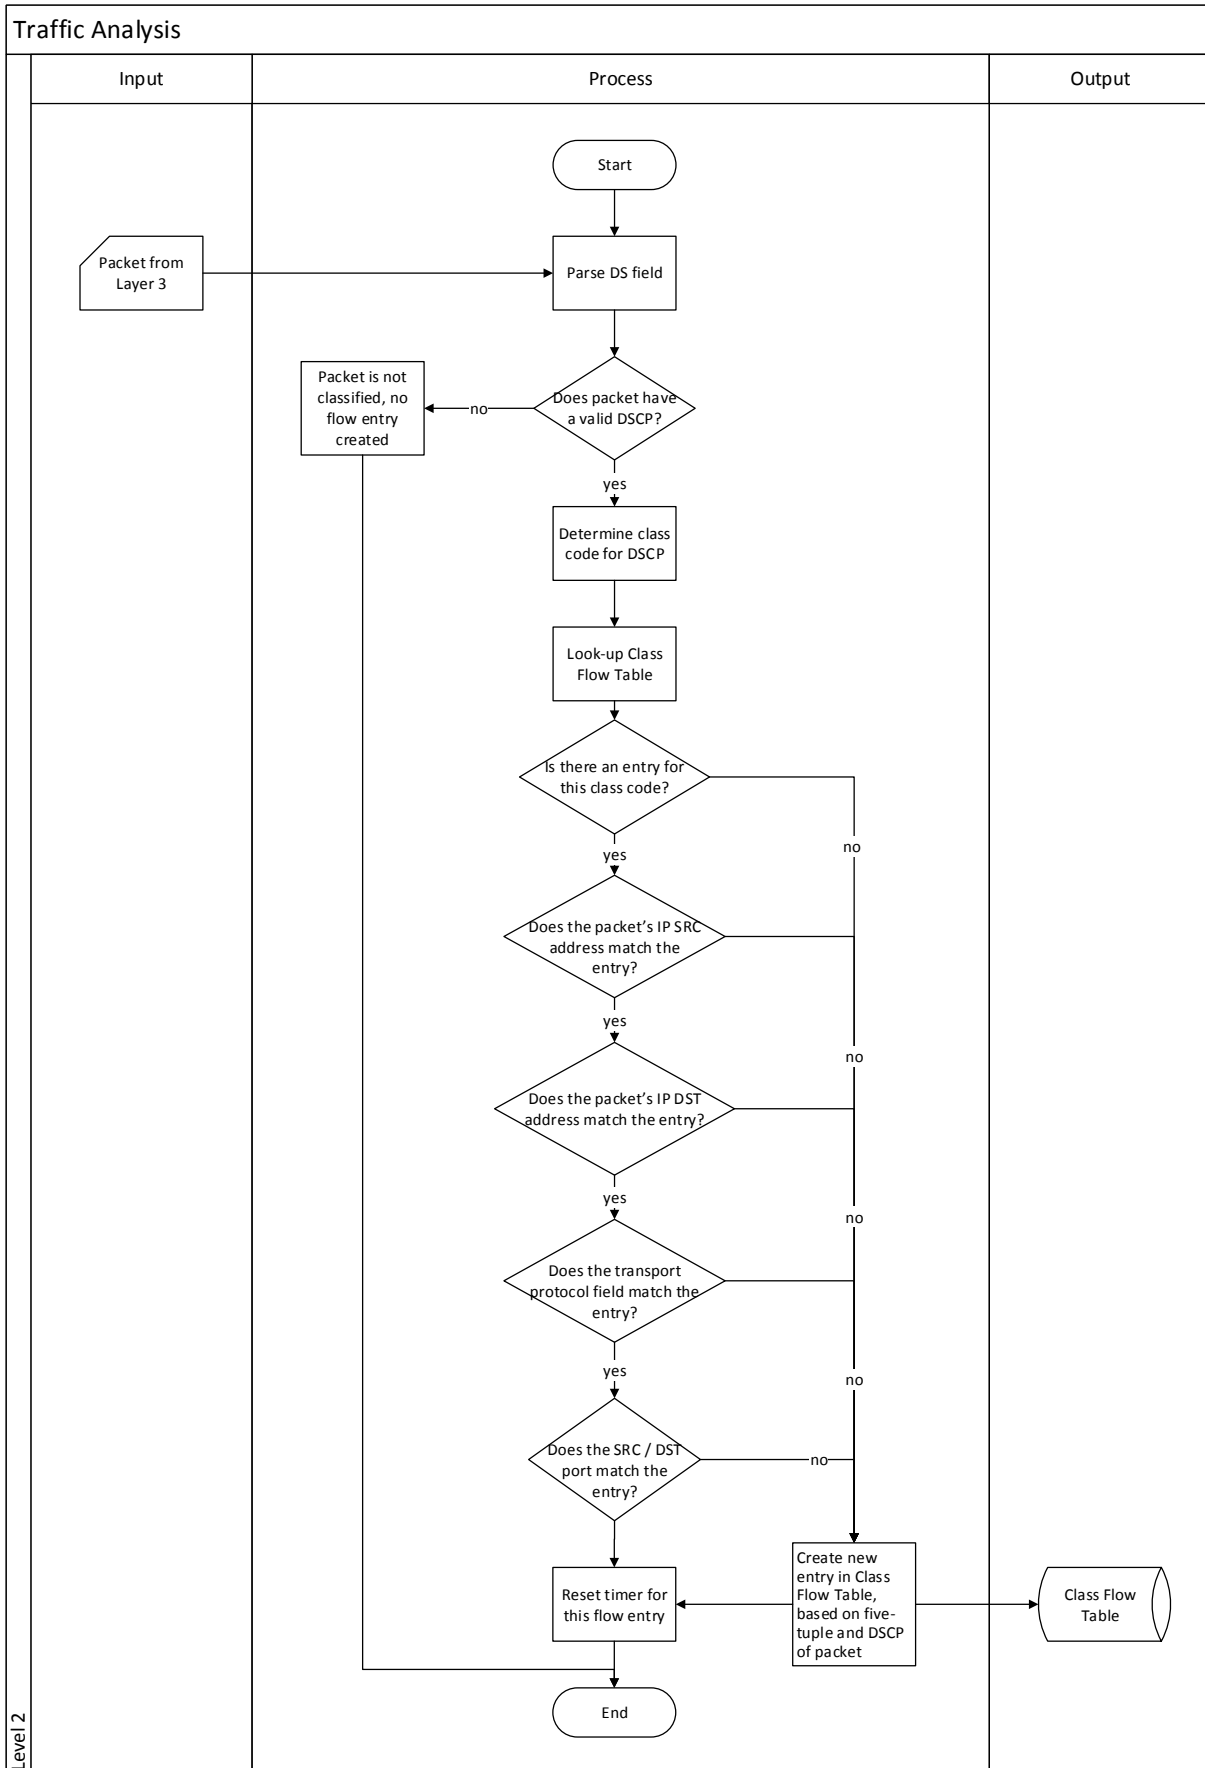 Traffic Analysis
Input
Process
Output
Start
Packet from
Layer 3
Parse DS field
Does packet have
a valid DSCP?
no
Packet is not
classified, no
flow entry
created
yes
Determine class
code for DSCP
Look-up Class
Flow Table
Is there an entry for
this class code?
no
yes
Does the packet’s IP SRC
address match the
entry?
yes
no
Does the packet’s IP DST
address match the entry?
yes
no
Does the transport
protocol field match the
entry?
yes
no
Does the SRC / DST
port match the
entry?
no
Reset timer for
this flow entry
Create new
entry in Class
Flow Table,
based on five-
tuple and DSCP
of packet
Class Flow
Table
End
Level 2